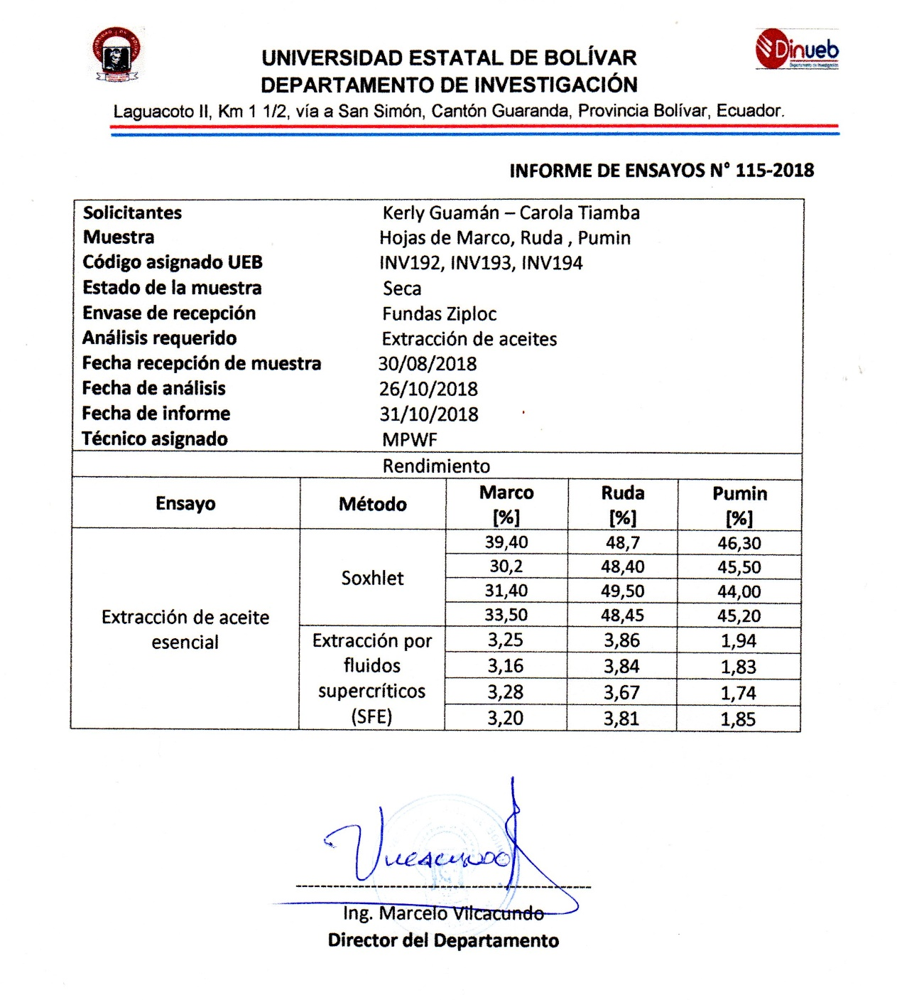 Dinueb
Departamento de Investigación
UNIVERSIDAD ESTATAL DE BOLÍVAR
DEPARTAMENTO DE INVESTIGACIÓN
Laguacoto II, Km 1 1/2, vía a San Simón, Cantón Guaranda, Provincia Bolívar, Ecuador.
INFORME DE ENSAYOS N° 115-2018
Solicitantes Kerly Guamán – Carola Tiamba
Muestra Hojas de Marco, Ruda , Pumin
Código asignado UEB INV192, INV193, INV194
Estado de la muestra Seca
Envase de recepción Fundas Ziploc
Análisis requerido Extracción de aceites
Fecha recepción de muestra 30/08/2018
Fecha de análisis 26/10/2018
Fecha de informe 31/10/2018
Técnico asignado MPWF
Rendimiento
Ensayo Método Marco [%] Ruda [%] Pumin [%]
Extracción de aceite esencial
Soxhlet
39,40 48,7 46,30
30,2 48,40 45,50
31,40 49,50 44,00
33,50 48,45 45,20
Extracción por fluidos supercríticos (SFE)
3,25 3,86 1,94
3,16 3,84 1,83
3,28 3,67 1,74
3,20 3,81 1,85
Ing. Marcelo Vilcacundo
Director del Departamento